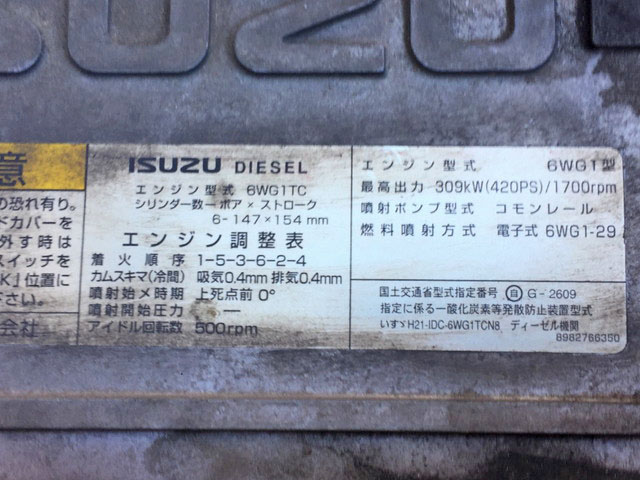 ISUZU
意
の恐れ有り。
ドカバーを
外す時は
スイッチを
K」位置に
ださい。
会社
ISUZU DIESEL
エンジン型式 6WG1TC
シリンダー数-ボア×ストローク
6-147×154mm
エンジン調整表
着火順序 1-5-3-6-2-4
カムスキマ(冷間) 吸気0.4mm 排気0.4mm
噴射始メ時期 上死点前 0°
噴射開始圧力 —
アイドル回転数 500rpm
エンジン型式 6WG1型
最高出力 309kW(420PS)/1700rpm
噴射ポンプ型式 コモンレール
燃料噴射方式 電子式 6WG1-29
国土交通省型式指定番号 自 G-2609
指定に係る一酸化炭素等発散防止装置型式
いすゞH21-IDC-6WG1TCN8 ディーゼル機関
8982766350